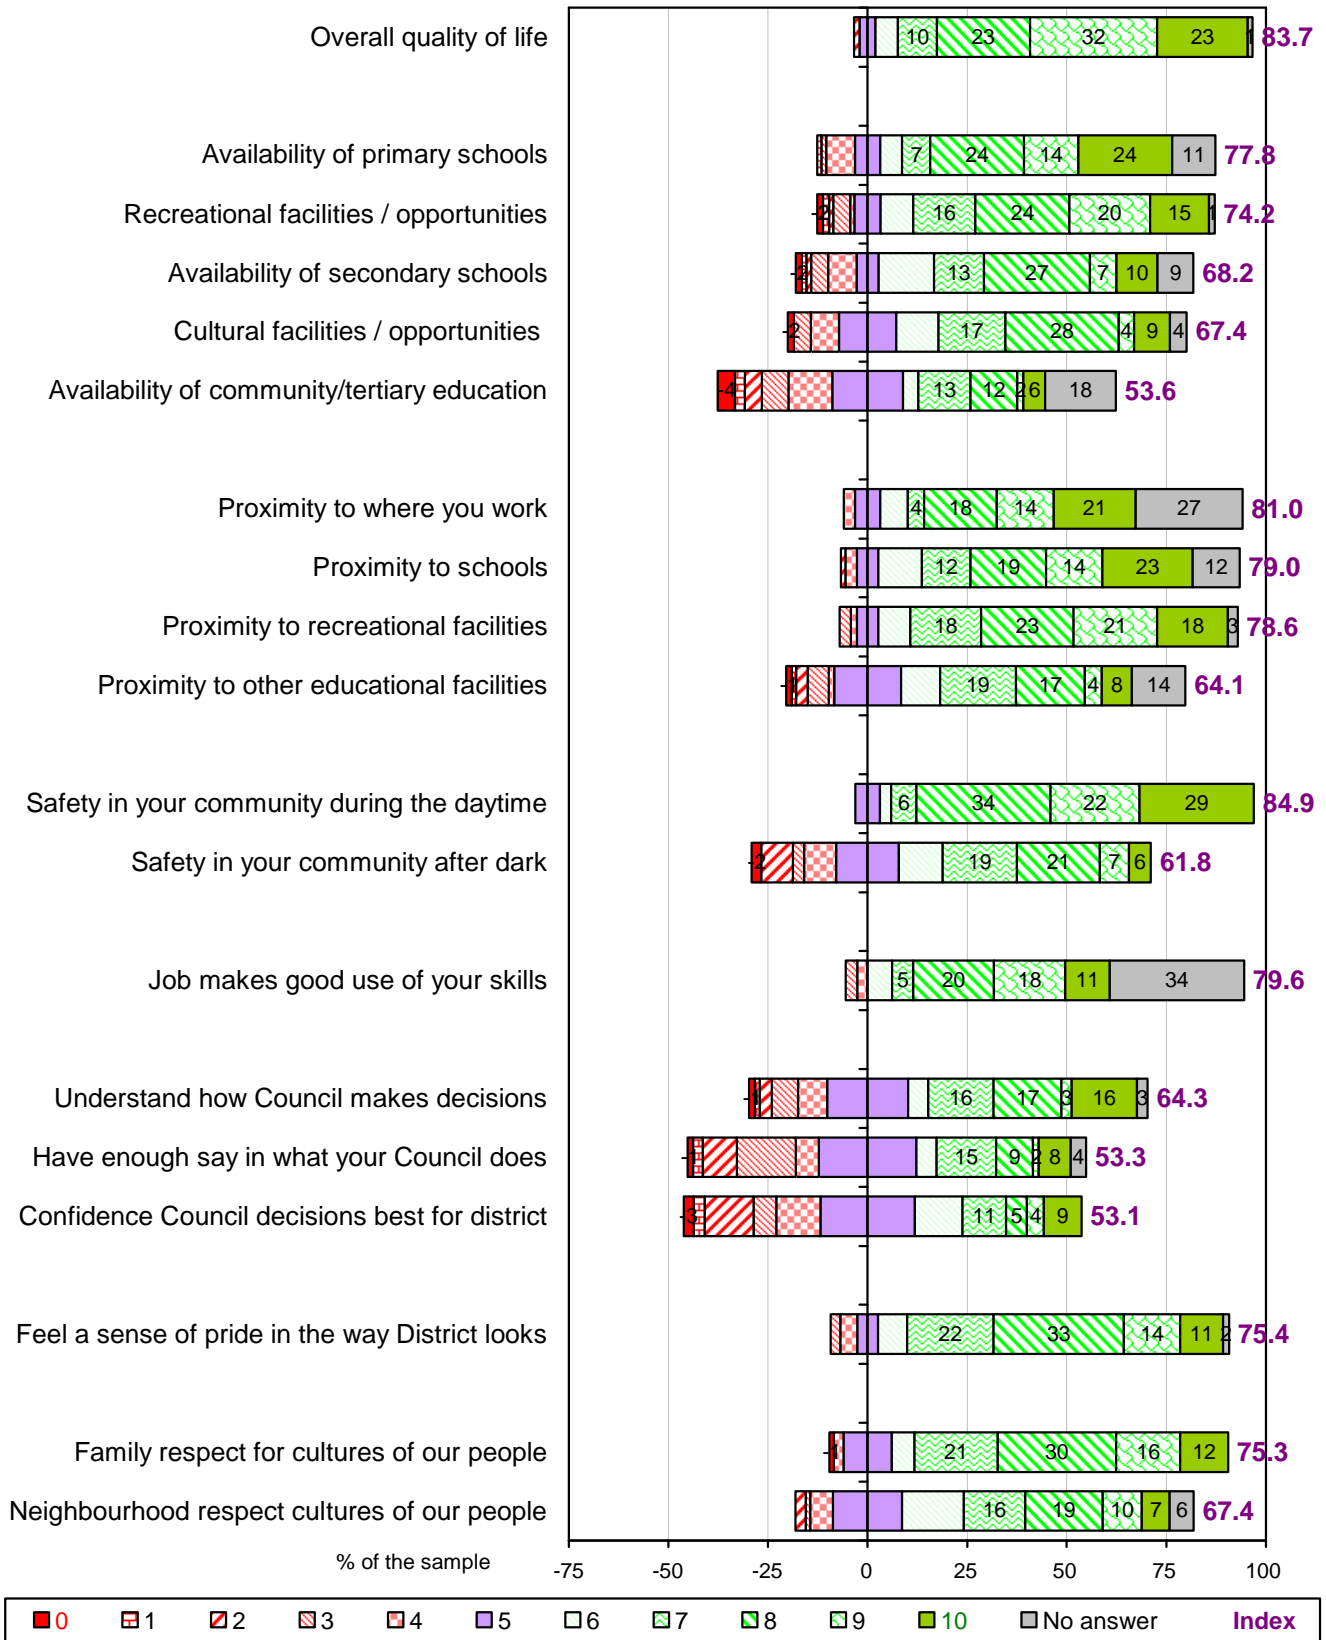 Overall quality of life 10 23 32 23 1 83.7
Availability of primary schools 7 24 14 24 11 77.8
Recreational facilities / opportunities -2 16 24 20 15 1 74.2
Availability of secondary schools -2 13 27 7 10 9 68.2
Cultural facilities / opportunities -2 17 28 4 9 4 67.4
Availability of community/tertiary education -4 13 12 2 6 18 53.6
Proximity to where you work 4 18 14 21 27 81.0
Proximity to schools 12 19 14 23 12 79.0
Proximity to recreational facilities 18 23 21 18 3 78.6
Proximity to other educational facilities -1 19 17 4 8 14 64.1
Safety in your community during the daytime 6 34 22 29 84.9
Safety in your community after dark -2 19 21 7 6 61.8
Job makes good use of your skills 5 20 18 11 34 79.6
Understand how Council makes decisions -1 16 17 3 16 3 64.3
Have enough say in what your Council does -1 15 9 2 8 4 53.3
Confidence Council decisions best for district -3 11 5 4 9 53.1
Feel a sense of pride in the way District looks 22 33 14 11 2 75.4
Family respect for cultures of our people -1 21 30 16 12 75.3
Neighbourhood respect cultures of our people 16 19 10 7 6 67.4
% of the sample -75 -50 -25 0 25 50 75 100
0 1 2 3 4 5 6 7 8 9 10 No answer Index